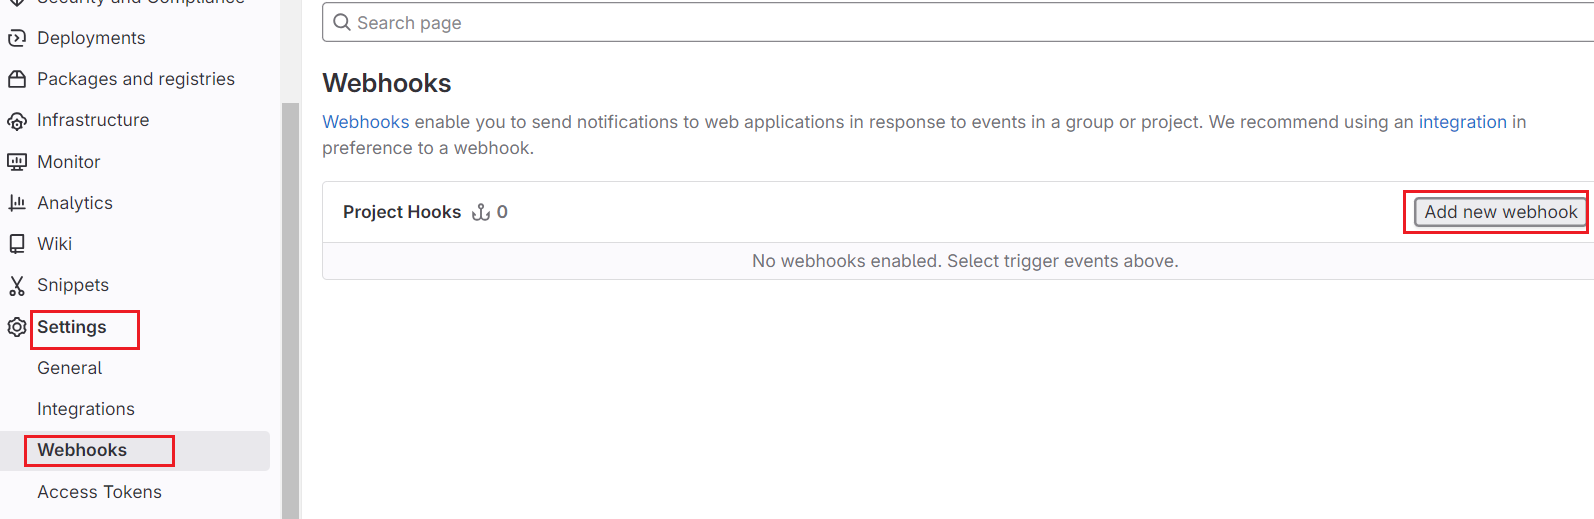 Security and Compliance
Deployments
Packages and registries
Infrastructure
Monitor
Analytics
Wiki
Snippets
Settings
General
Integrations
Webhooks
Access Tokens
Search page
Webhooks
Webhooks enable you to send notifications to web applications in response to events in a group or project. We recommend using an integration in
preference to a webhook.
Project Hooks 0
Add new webhook
No webhooks enabled. Select trigger events above.